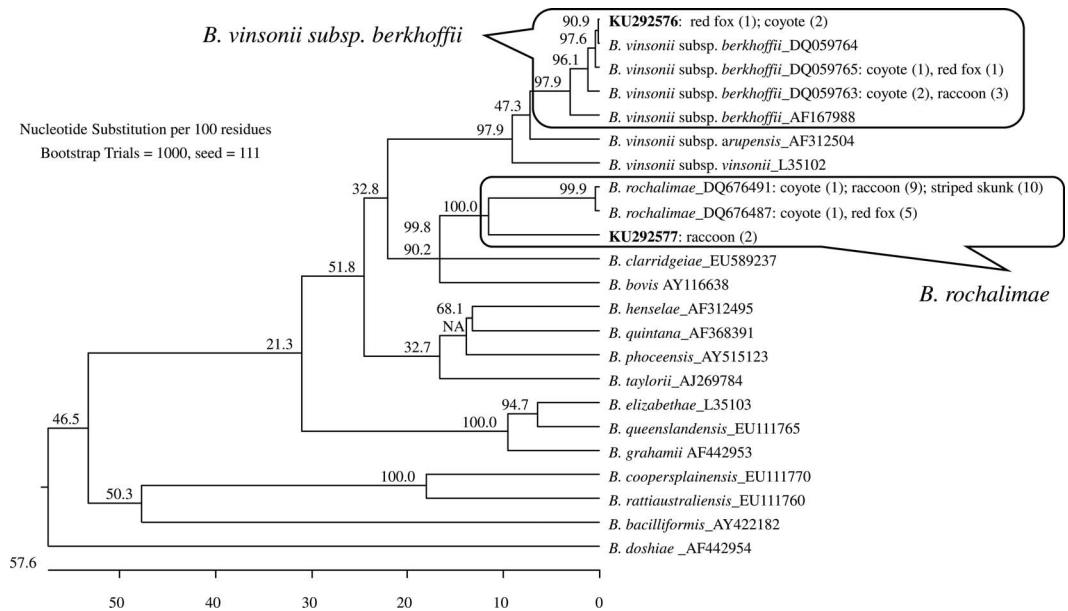 B. vinsonii subsp. berkhoffii
Nucleotide Substitution per 100 residues
Bootstrap Trials = 1000, seed = 111
90.9
KU292576: red fox (1); coyote (2)
97.6
B. vinsonii subsp. berkhoffii_DQ059764
96.1
B. vinsonii subsp. berkhoffii_DQ059765: coyote (1), red fox (1)
97.9
B. vinsonii subsp. berkhoffii_DQ059763: coyote (2), raccoon (3)
47.3
B. vinsonii subsp. berkhoffii_AF167988
97.9
B. vinsonii subsp. arupensis_AF312504
B. vinsonii subsp. vinsonii_L35102
32.8
99.9
B. rochalimae_DQ676491: coyote (1); raccoon (9); striped skunk (10)
100.0
B. rochalimae_DQ676487: coyote (1), red fox (5)
99.8
KU292577: raccoon (2)
90.2
B. clarridgeiae_EU589237
51.8
B. bovis AY116638
B. rochalimae
68.1
B. henselae_AF312495
NA
B. quintana_AF368391
32.7
B. phoceensis_AY515123
21.3
B. taylorii_AJ269784
94.7
B. elizabethae_L35103
46.5
100.0
B. queenslandensis_EU111765
B. grahamii AF442953
100.0
B. coopersplainensis_EU111770
50.3
B. rattiaustraliensis_EU111760
B. bacilliformis_AY422182
B. doshiae _AF442954
57.6
50 40 30 20 10 0